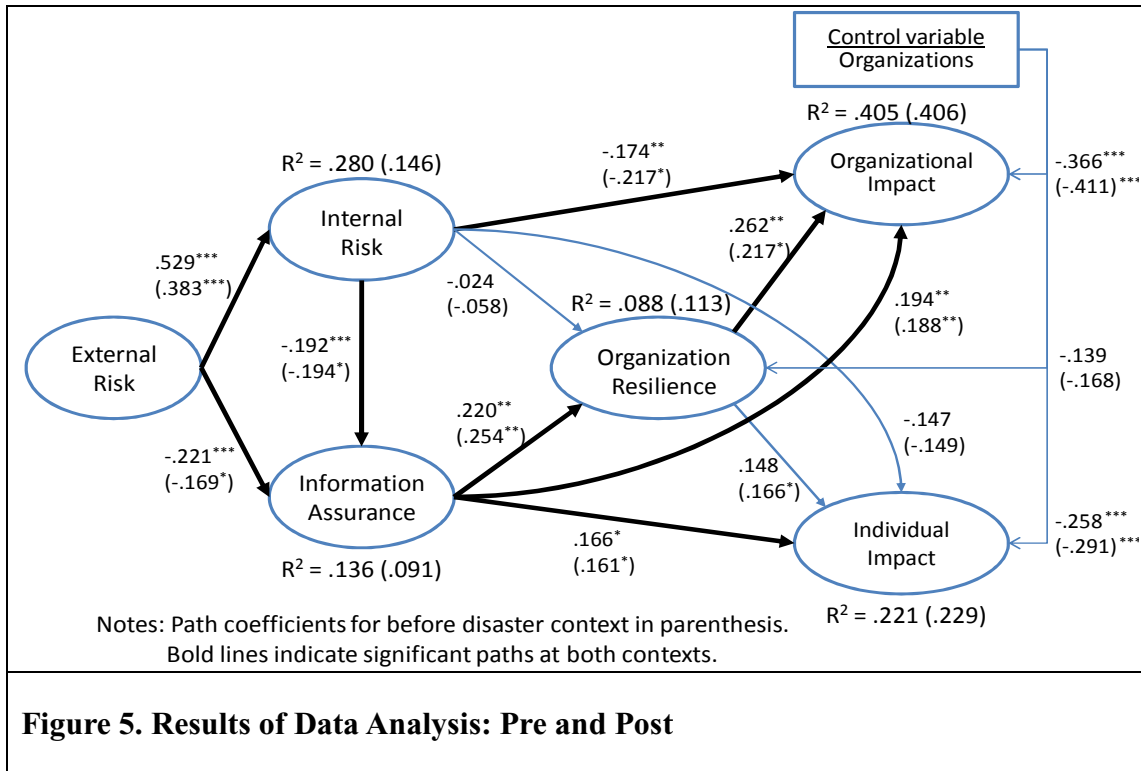 Control variable
Organizations
R² = .405 (.406)
Organizational
Impact
-.366***
(-.411)***
-.174**
(-.217*)
R² = .280 (.146)
Internal
Risk
.262**
(.217*)
.529***
(.383***)
-.024
(-.058)
R² = .088 (.113)
.194**
(.188**)
External
Risk
-.192***
(-.194*)
Organization
Resilience
-.139
(-.168)
.220**
(.254**)
-.147
(-.149)
-.221***
(-.169*)
Information
Assurance
.148
(.166*)
Individual
Impact
-.258***
(-.291)***
.166*
(.161*)
R² = .136 (.091)
R² = .221 (.229)
Notes: Path coefficients for before disaster context in parenthesis.
Bold lines indicate significant paths at both contexts.
Figure 5. Results of Data Analysis: Pre and Post